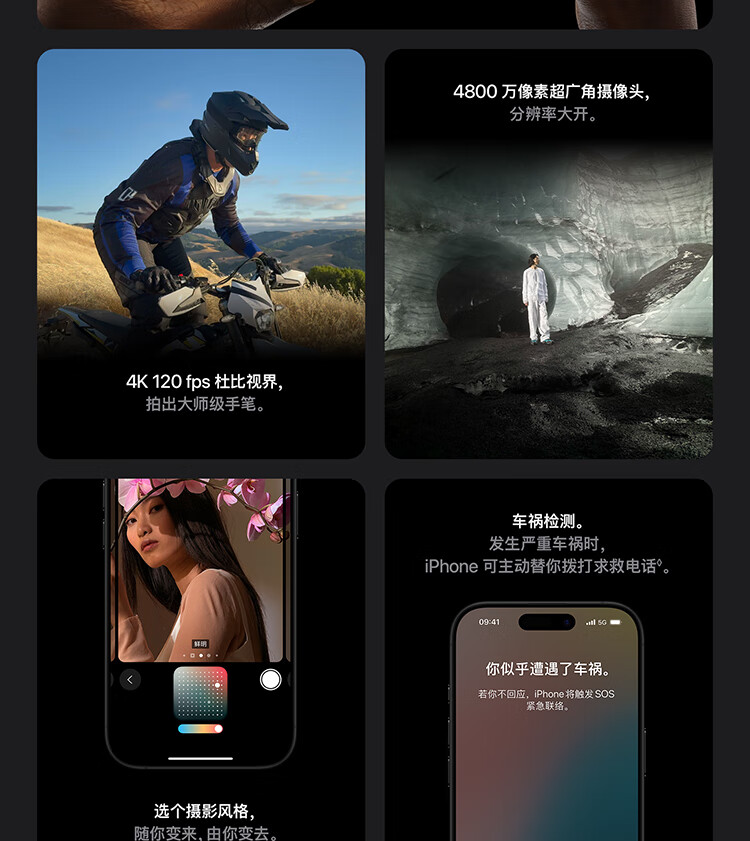 4K 120 fps 杜比视界，
拍出大师级手笔。
4800 万像素超广角摄像头，
分辨率大开。
鲜明
选个摄影风格，
随你变来，由你变去。
车祸检测。
发生严重车祸时，
iPhone 可主动替你拨打求救电话◊。
09:41 5G
你似乎遭遇了车祸。
若你不回应，iPhone 将触发 SOS
紧急联络。